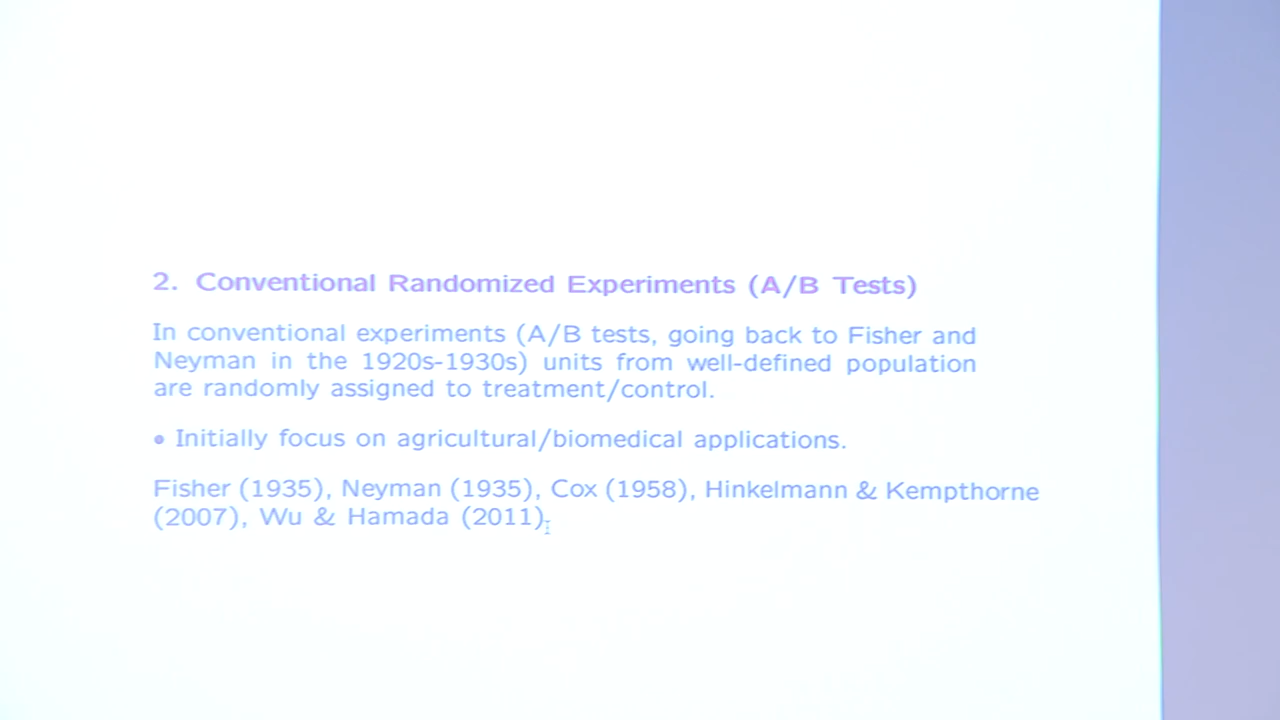 2. Conventional Randomized Experiments (A/B Tests)
In conventional experiments (A/B tests, going back to Fisher and
Neyman in the 1920s-1930s) units from well-defined population
are randomly assigned to treatment/control.
• Initially focus on agricultural/biomedical applications.
Fisher (1935), Neyman (1935), Cox (1958), Hinkelmann & Kempthorne
(2007), Wu & Hamada (2011).